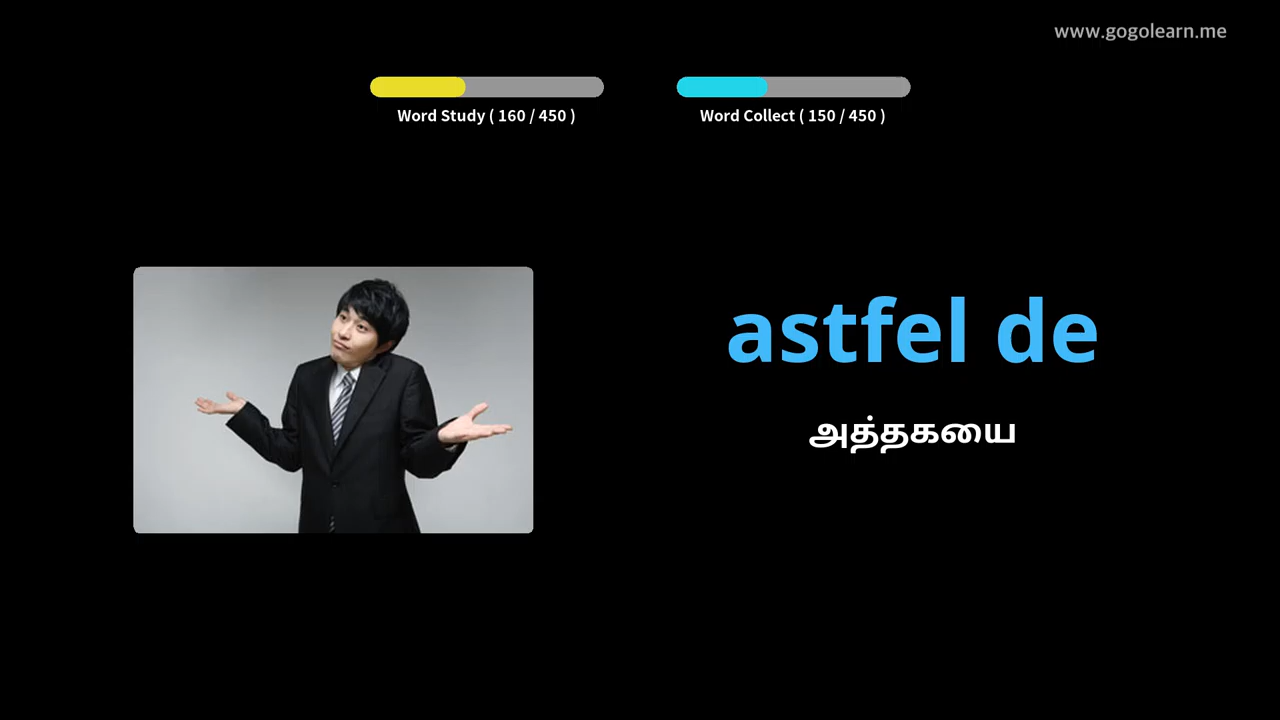 www.gogolearn.me
Word Study ( 160 / 450 )
Word Collect ( 150 / 450 )
astfel de
அத்தகயை